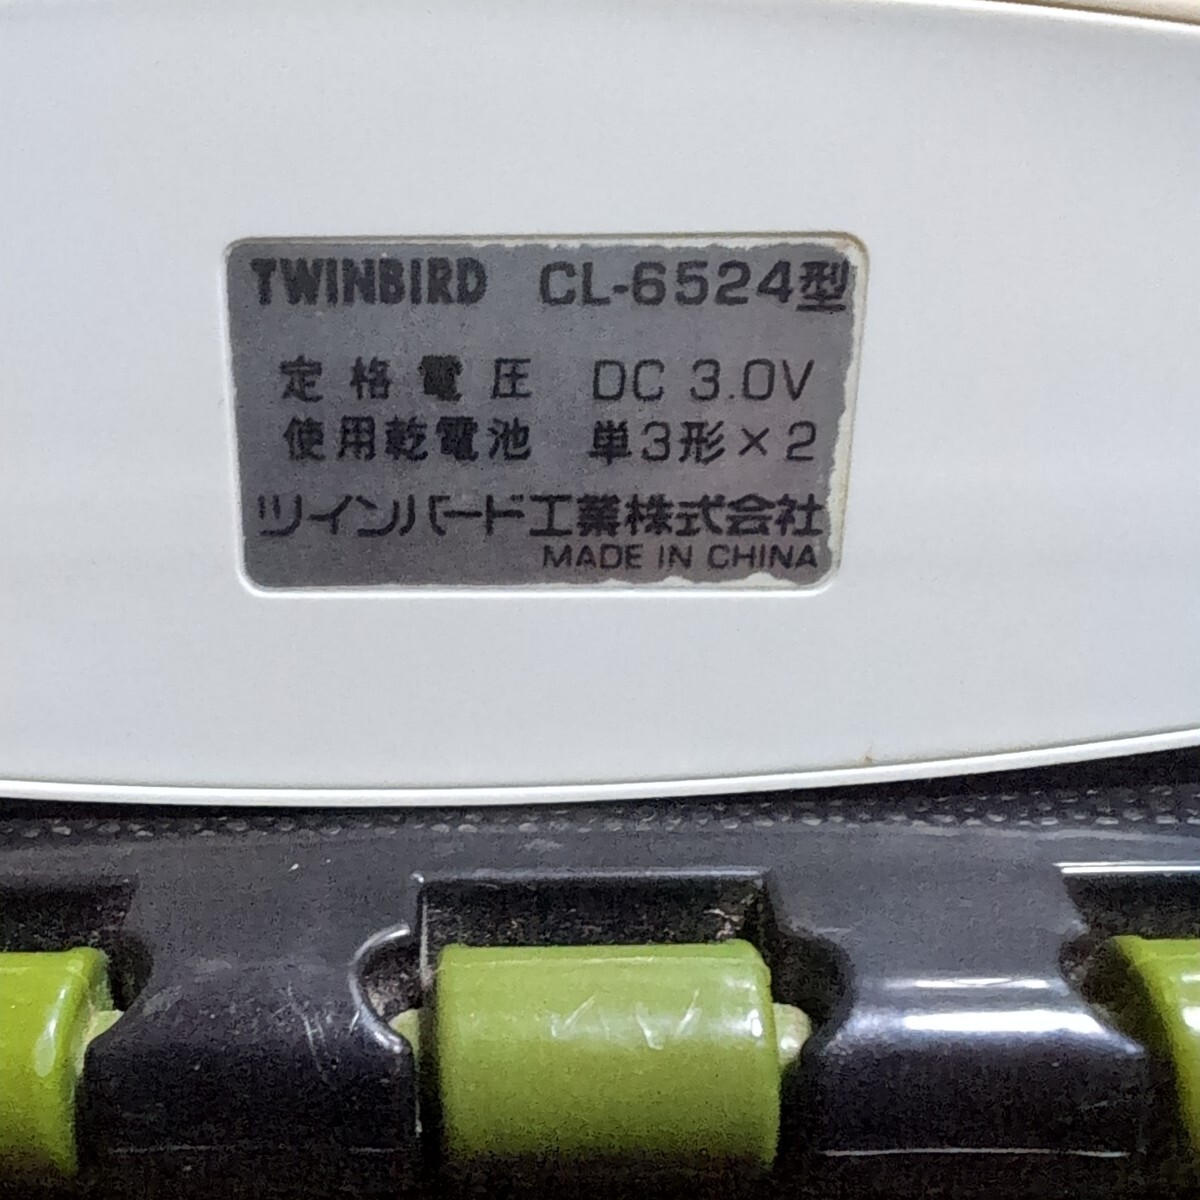 TWINBIRD CL-6524型
定格電圧 DC 3.0V
使用乾電池 単3形×2
ツインバード工業株式会社
MADE IN CHINA